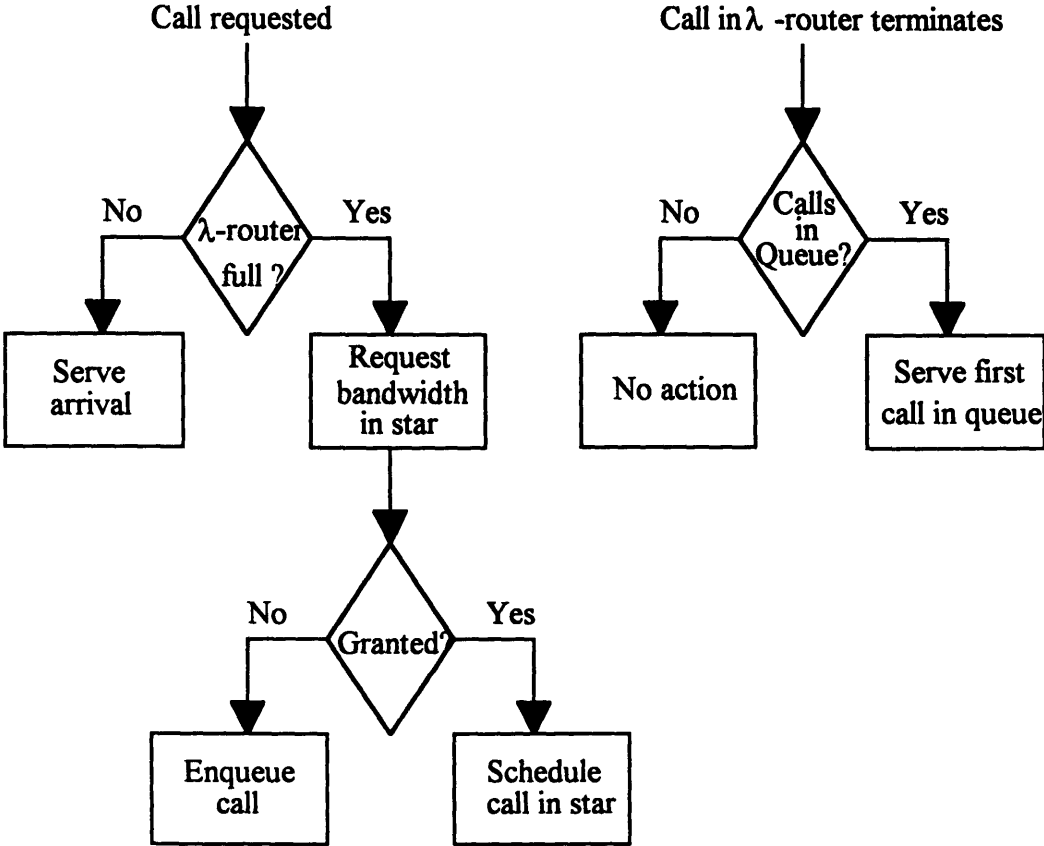 Call requested
No
Yes
λ-router
full ?
Serve
arrival
Request
bandwidth
in star
No
Yes
Granted?
Enqueue
call
Schedule
call in star
Call in λ -router terminates
No
Yes
Calls
in
Queue?
No action
Serve first
call in queue